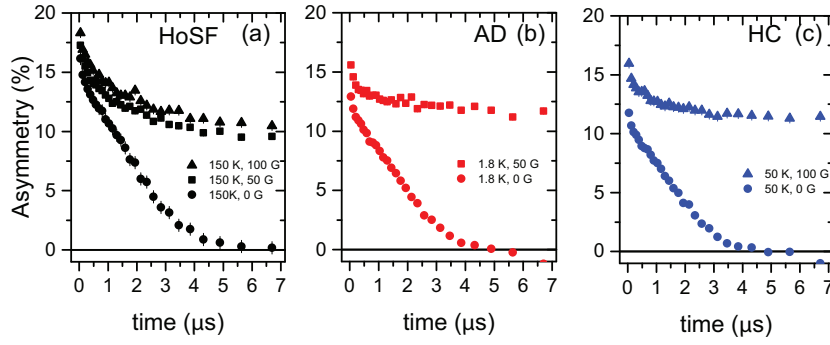 HoSF (a)
AD (b)
HC (c)
Asymmetry (%)
20
15
10
5
0
150 K, 100 G
150 K, 50 G
150K, 0 G
0 1 2 3 4 5 6 7
time (µs)
20
15
10
5
0
1.8 K, 50 G
1.8 K, 0 G
0 1 2 3 4 5 6 7
time (µs)
20
15
10
5
0
50 K, 100 G
50 K, 0 G
0 1 2 3 4 5 6 7
time (µs)